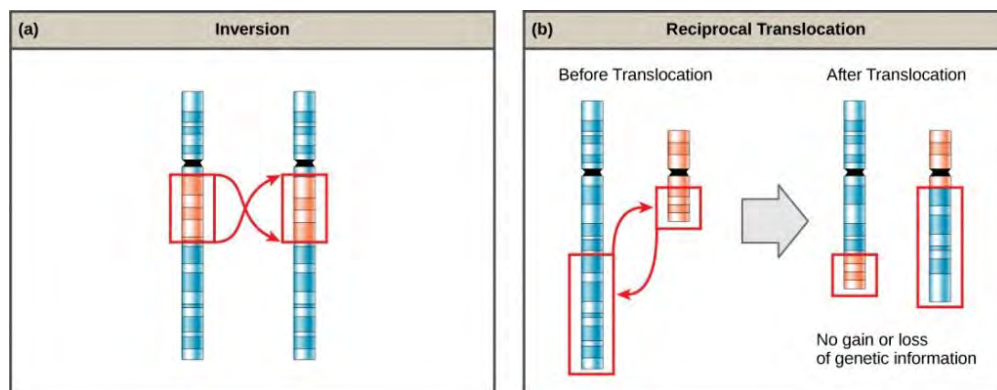 (a) Inversion
(b) Reciprocal Translocation
Before Translocation
After Translocation
No gain or loss
of genetic information